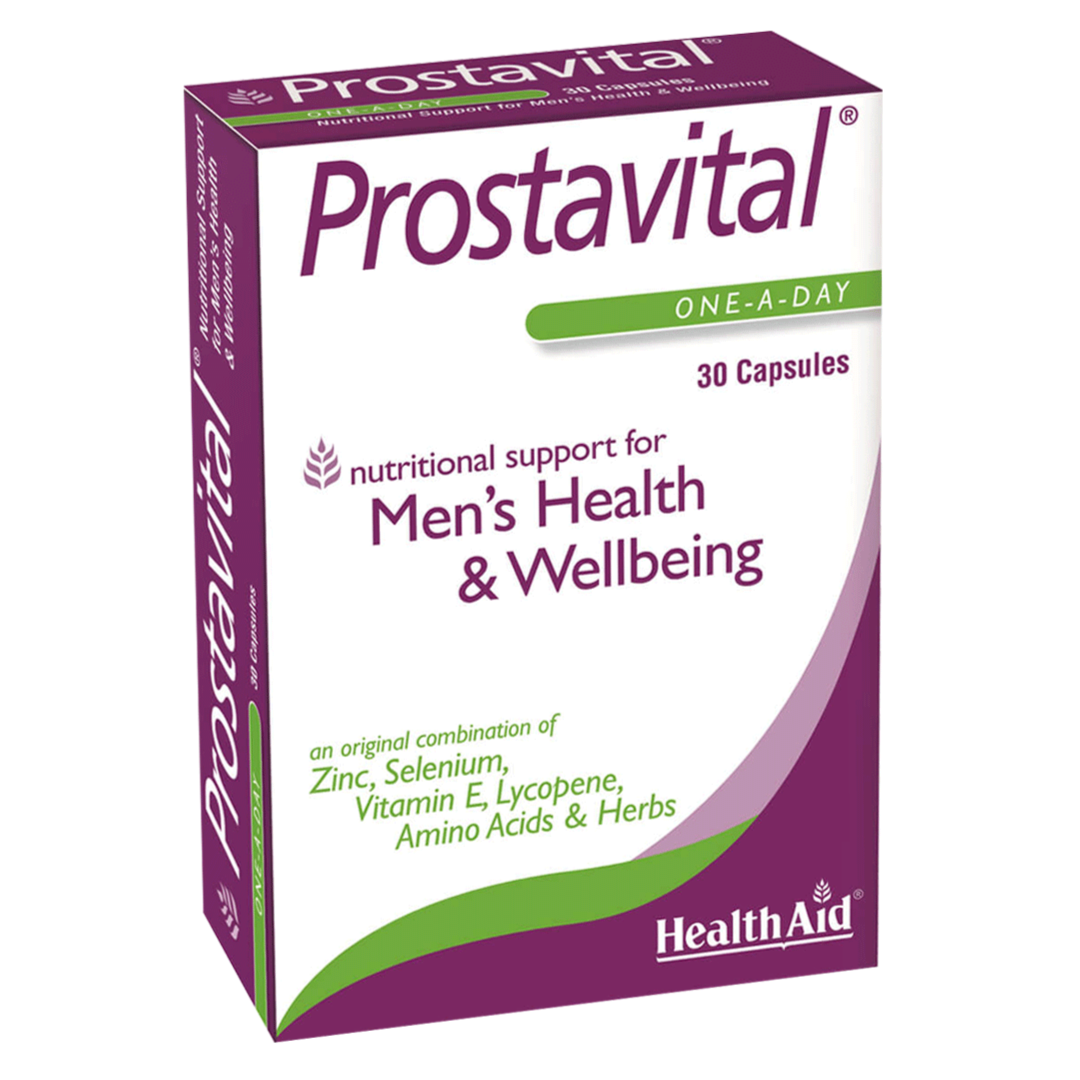 Prostavital®
30 Capsules
ONE-A-DAY
Nutritional Support for Men's Health & Wellbeing
Prostavital®
ONE-A-DAY
30 Capsules
nutritional support for
Men's Health
& Wellbeing
an original combination of
Zinc, Selenium,
Vitamin E, Lycopene,
Amino Acids & Herbs
HealthAid®
Nutritional Support
for Men's Health
& Wellbeing
Prostavital®
30 Capsules
ONE-A-DAY